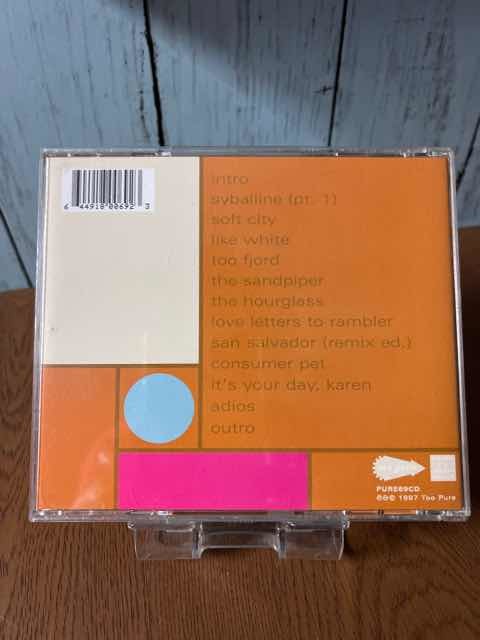 6 44918 00692 3
intro
syballine (pt. 1)
soft city
like white
too fjord
the sandpiper
the hourglass
love letters to rambler
san salvador (remix ed.)
consumer pet
it's your day, karen
adios
outro
PURE69CD
℗&© 1997 Too Pure